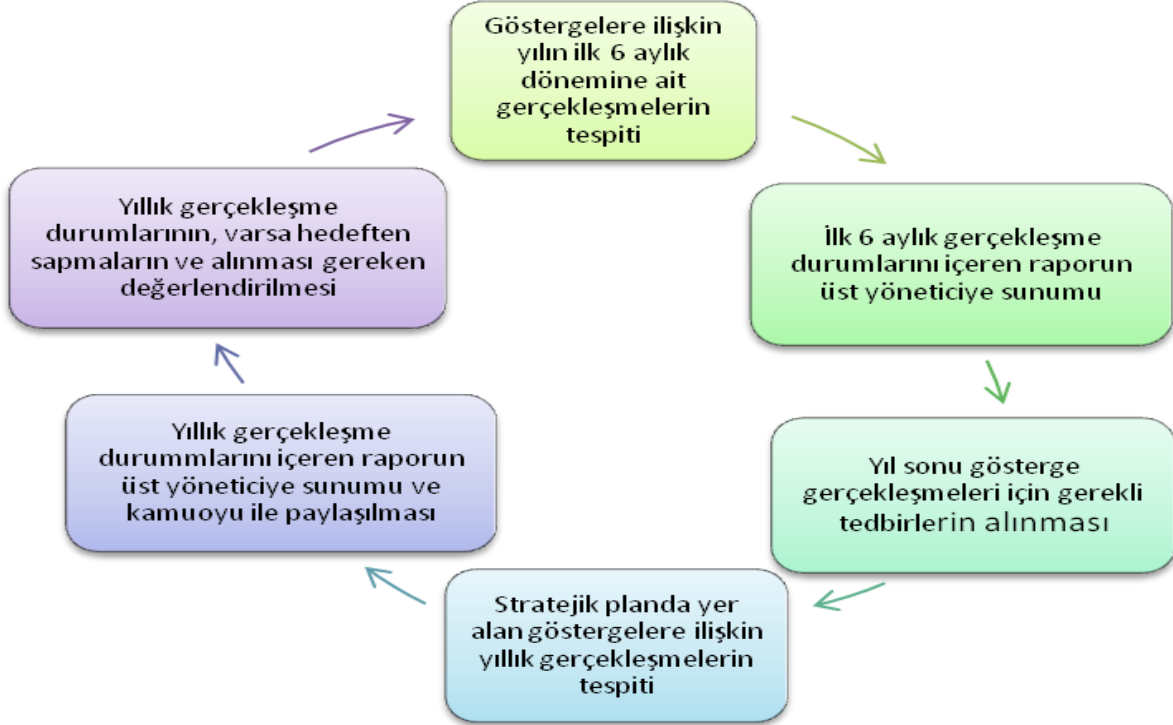 Göstergelere ilişkin
yılın ilk 6 aylık
dönemine ait
gerçekleşmelerin
tespiti
İlk 6 aylık gerçekleşme
durumlarını içeren raporun
üst yöneticiye sunumu
Yıl sonu gösterge
gerçekleşmeleri için gerekli
tedbirlerin alınması
Stratejik planda yer
alan göstergelere ilişkin
yıllık gerçekleşmelerin
tespiti
Yıllık gerçekleşme
durummlarını içeren raporun
üst yöneticiye sunumu ve
kamuoyu ile paylaşılması
Yıllık gerçekleşme
durumlarının, varsa hedeften
sapmaların ve alınması gereken
değerlendirilmesi